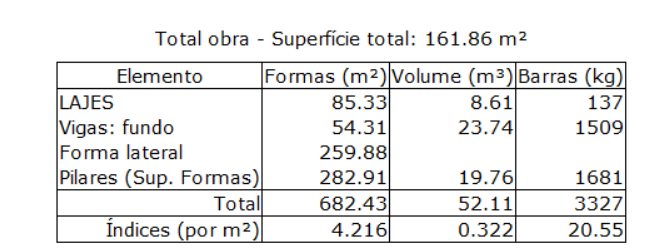 Total obra - Superfície total: 161.86 m²
Elemento Formas (m²) Volume (m³) Barras (kg)
LAJES 85.33 8.61 137
Vigas: fundo 54.31 23.74 1509
Forma lateral 259.88
Pilares (Sup. Formas) 282.91 19.76 1681
Total 682.43 52.11 3327
Índices (por m²) 4.216 0.322 20.55